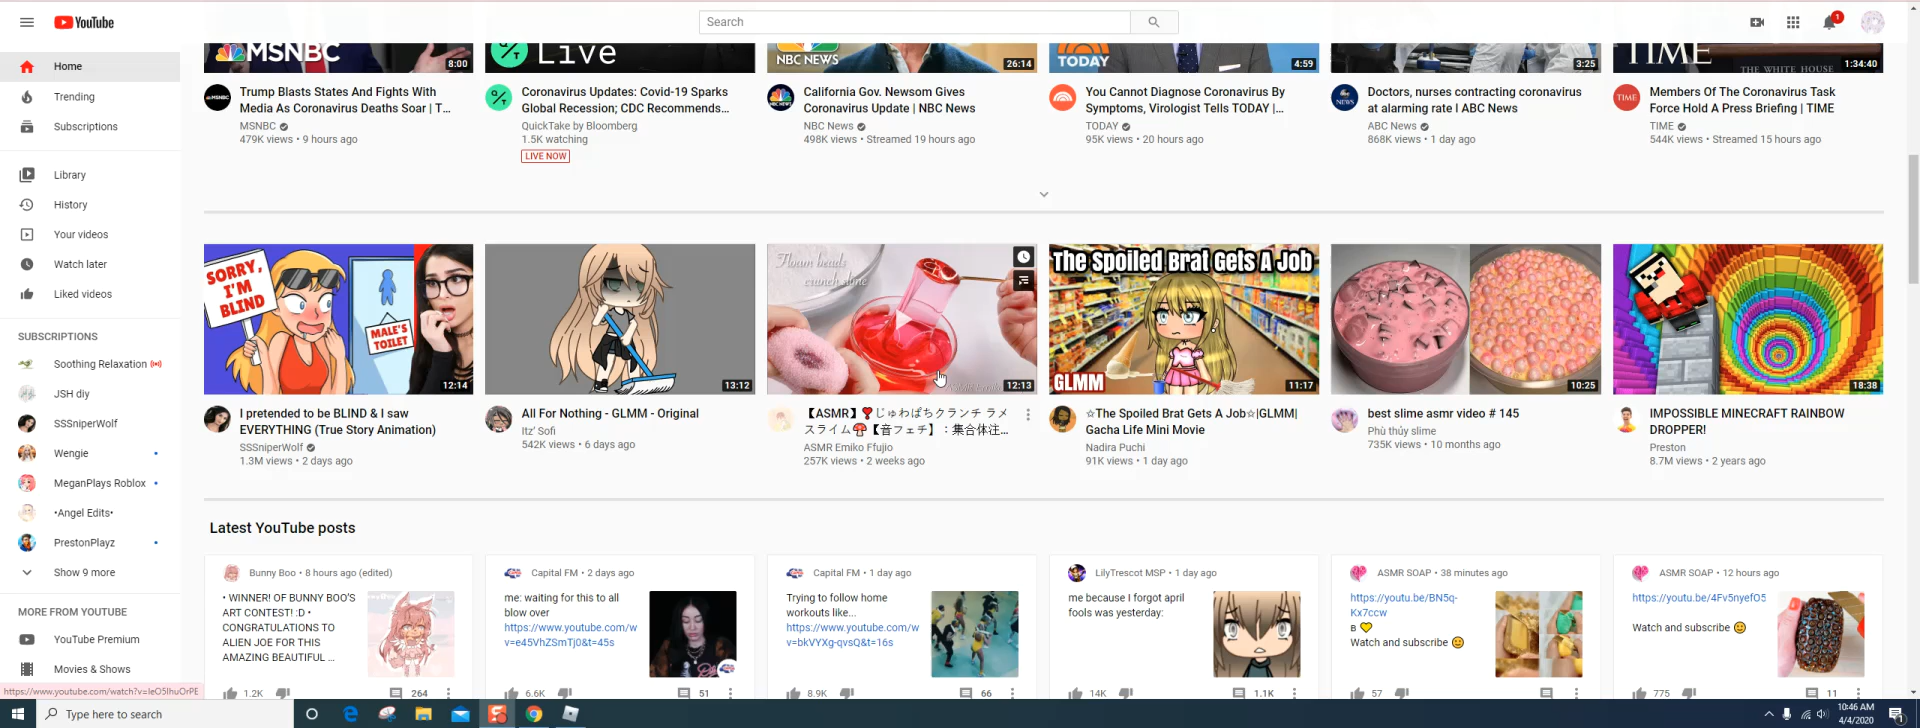 YouTube
Search
1
Home
Trending
Subscriptions
Library
History
Your videos
Watch later
Liked videos
SUBSCRIPTIONS
Soothing Relaxation
JSH diy
SSSniperWolf
Wengie
MeganPlays Roblox
•Angel Edits•
PrestonPlayz
Show 9 more
MORE FROM YOUTUBE
YouTube Premium
Movies & Shows
https://www.youtube.com/watch?v=IeO5IhuOrPE
MSNBC
8:00
Trump Blasts States And Fights With
Media As Coronavirus Deaths Soar | T...
MSNBC
479K views • 9 hours ago
Live
Coronavirus Updates: Covid-19 Sparks
Global Recession; CDC Recommends...
QuickTake by Bloomberg
1.5K watching
LIVE NOW
NBC NEWS
26:14
California Gov. Newsom Gives
Coronavirus Update | NBC News
NBC News
498K views • Streamed 19 hours ago
TODAY
4:59
You Cannot Diagnose Coronavirus By
Symptoms, Virologist Tells TODAY |...
TODAY
95K views • 20 hours ago
3:25
Doctors, nurses contracting coronavirus
at alarming rate l ABC News
ABC News
868K views • 1 day ago
TIME
THE WHITE HOUSE
1:34:40
Members Of The Coronavirus Task
Force Hold A Press Briefing | TIME
TIME
544K views • Streamed 15 hours ago
SORRY,
I'M
BLIND
MALE'S
TOILET
12:14
I pretended to be BLIND & I saw
EVERYTHING (True Story Animation)
SSSniperWolf
1.3M views • 2 days ago
13:12
All For Nothing - GLMM - Original
Itz' Sofi
542K views • 6 days ago
Floam beads
crunch slime
12:13
【ASMR】❣️じゅわぱちクランチ ラメ
スライム🍄【音フェチ】：集合体注...
ASMR Emiko Ffujio
257K views • 2 weeks ago
The Spoiled Brat Gets A Job
GLMM
11:17
☆The Spoiled Brat Gets A Job☆|GLMM|
Gacha Life Mini Movie
Nadira Puchi
91K views • 1 day ago
10:25
best slime asmr video # 145
Phù thủy slime
735K views • 10 months ago
18:38
IMPOSSIBLE MINECRAFT RAINBOW
DROPPER!
Preston
8.7M views • 2 years ago
Latest YouTube posts
Bunny Boo • 8 hours ago (edited)
• WINNER! OF BUNNY BOO'S
ART CONTEST! :D •
CONGRATULATIONS TO
ALIEN JOE FOR THIS
AMAZING BEAUTIFUL ...
1.2K
264
Capital FM • 2 days ago
me: waiting for this to all
blow over
https://www.youtube.com/w
v=e45VhZSmTj0&t=45s
6.6K
51
Capital FM • 1 day ago
Trying to follow home
workouts like...
https://www.youtube.com/w
v=bkVYXg-qvsQ&t=16s
8.9K
66
LilyTrescot MSP • 1 day ago
me because I forgot april
fools was yesterday:
14K
1.1K
ASMR SOAP • 38 minutes ago
https://youtu.be/BN5q-
Kx7ccw
в 💛
Watch and subscribe 😊
57
ASMR SOAP • 12 hours ago
https://youtu.be/4Fv5nyefO5
Watch and subscribe 😊
775
11
Type here to search
10:46 AM
4/4/2020
1